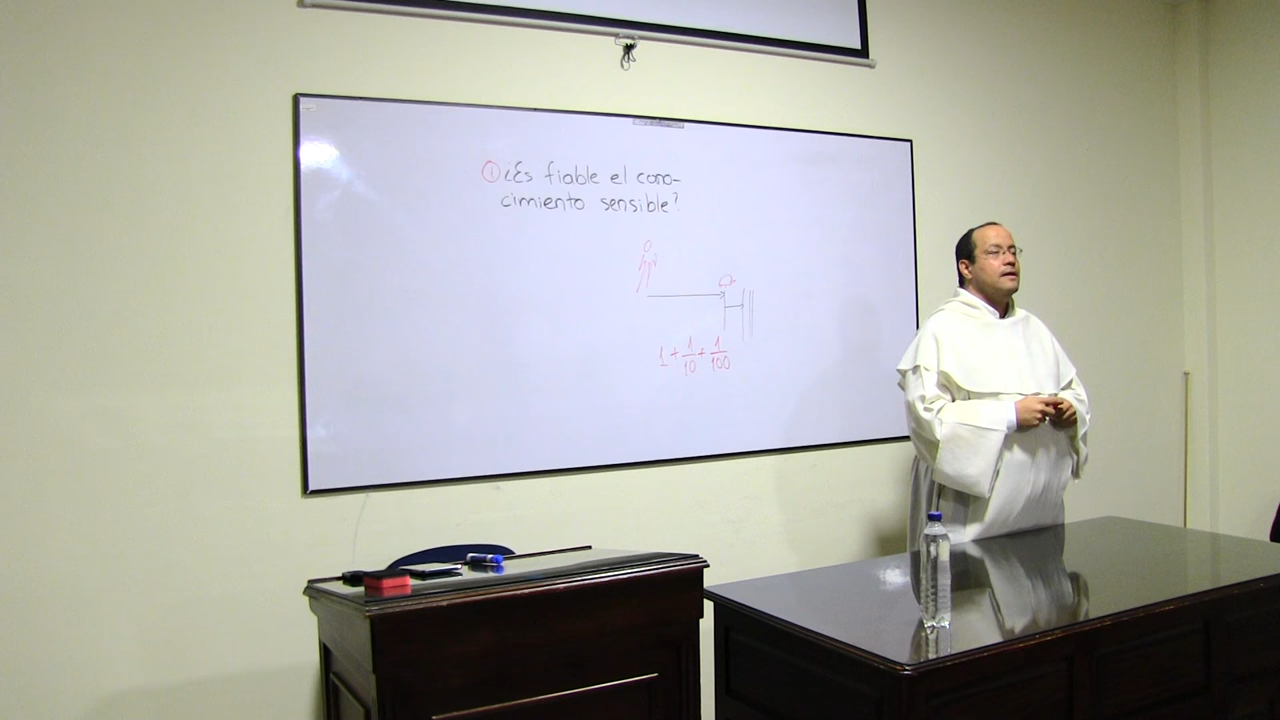 ① ¿Es fiable el cono-
cimiento sensible?
1 + 1/10 + 1/100